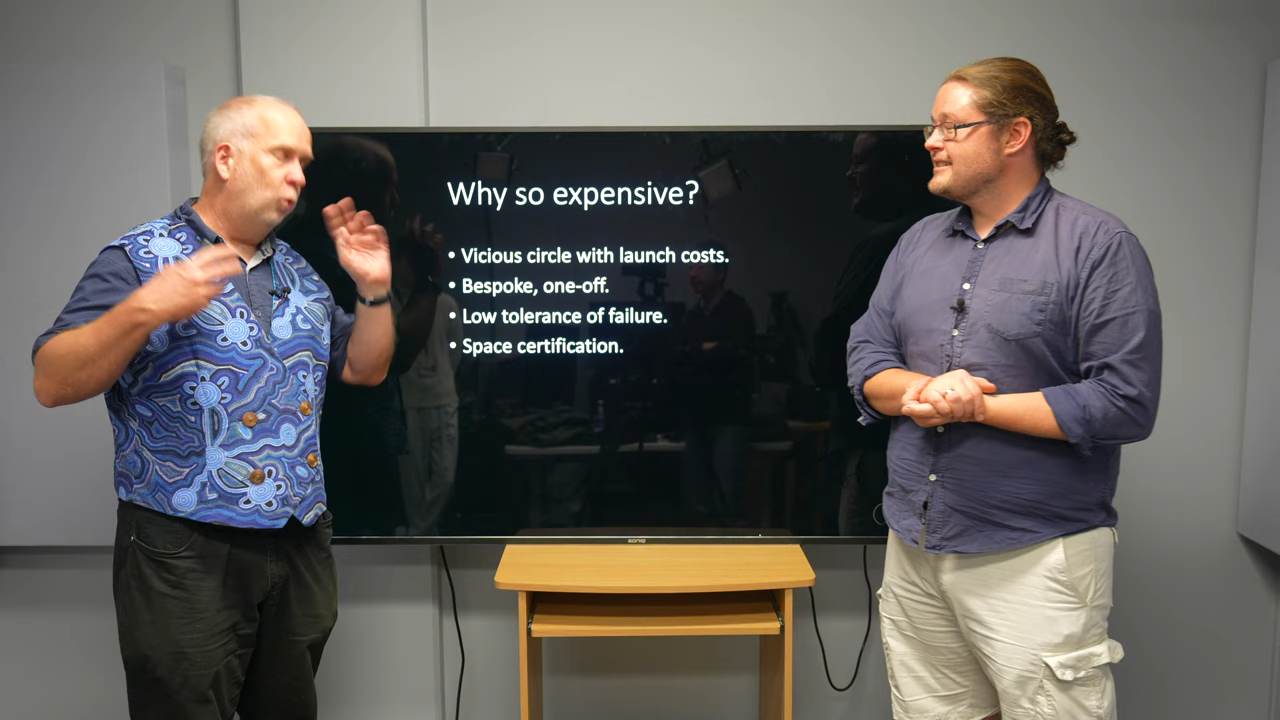 Why so expensive?
• Vicious circle with launch costs.
• Bespoke, one-off.
• Low tolerance of failure.
• Space certification.